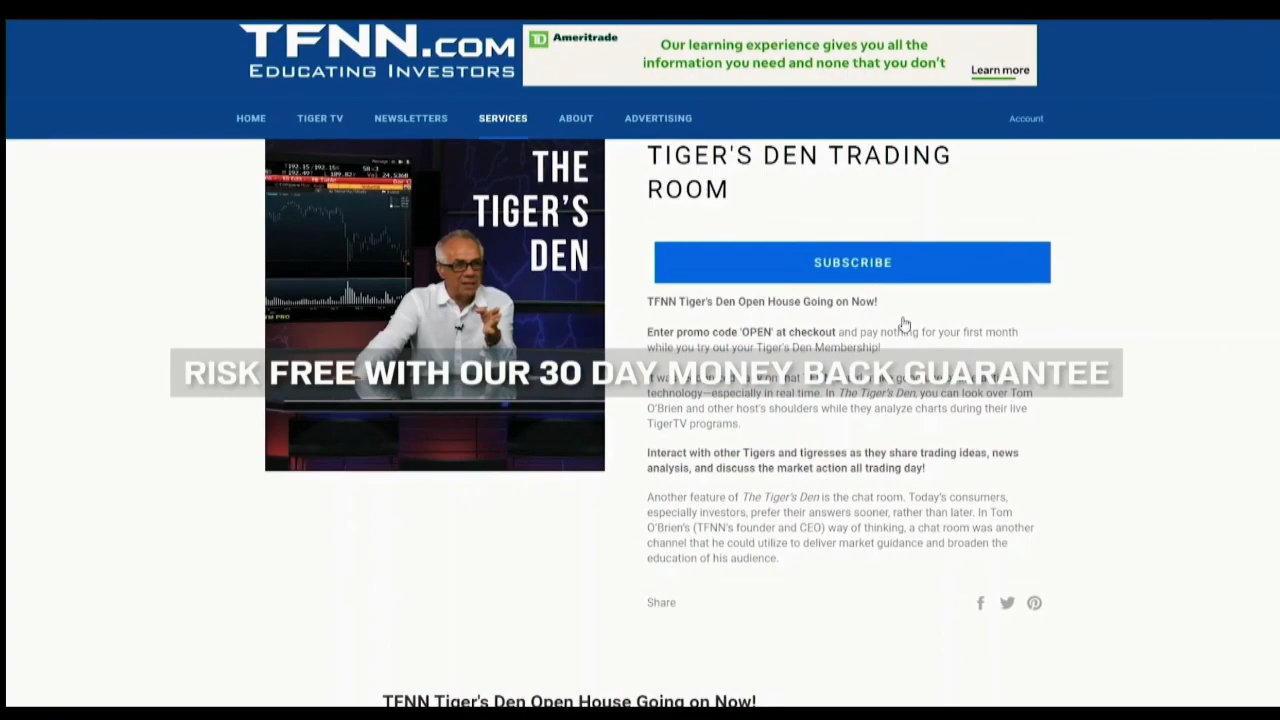 TFNN.COM
EDUCATING INVESTORS
TD Ameritrade
Our learning experience gives you all the
information you need and none that you don't
Learn more
HOME
TIGER TV
NEWSLETTERS
SERVICES
ABOUT
ADVERTISING
Account
THE
TIGER'S
DEN
TIGER'S DEN TRADING
ROOM
SUBSCRIBE
TFNN Tiger's Den Open House Going on Now!
Enter promo code 'OPEN' at checkout and pay nothing for your first month
while you try out your Tiger's Den Membership!
RISK FREE WITH OUR 30 DAY MONEY BACK GUARANTEE
technology—especially in real time. In The Tiger's Den, you can look over Tom
O'Brien and other host's shoulders while they analyze charts during their live
TigerTV programs.
Interact with other Tigers and tigresses as they share trading ideas, news
analysis, and discuss the market action all trading day!
Another feature of The Tiger's Den is the chat room. Today's consumers,
especially investors, prefer their answers sooner, rather than later. In Tom
O'Brien's (TFNN's founder and CEO) way of thinking, a chat room was another
channel that he could utilize to deliver market guidance and broaden the
education of his audience.
Share
TFNN Tiger's Den Open House Going on Now!